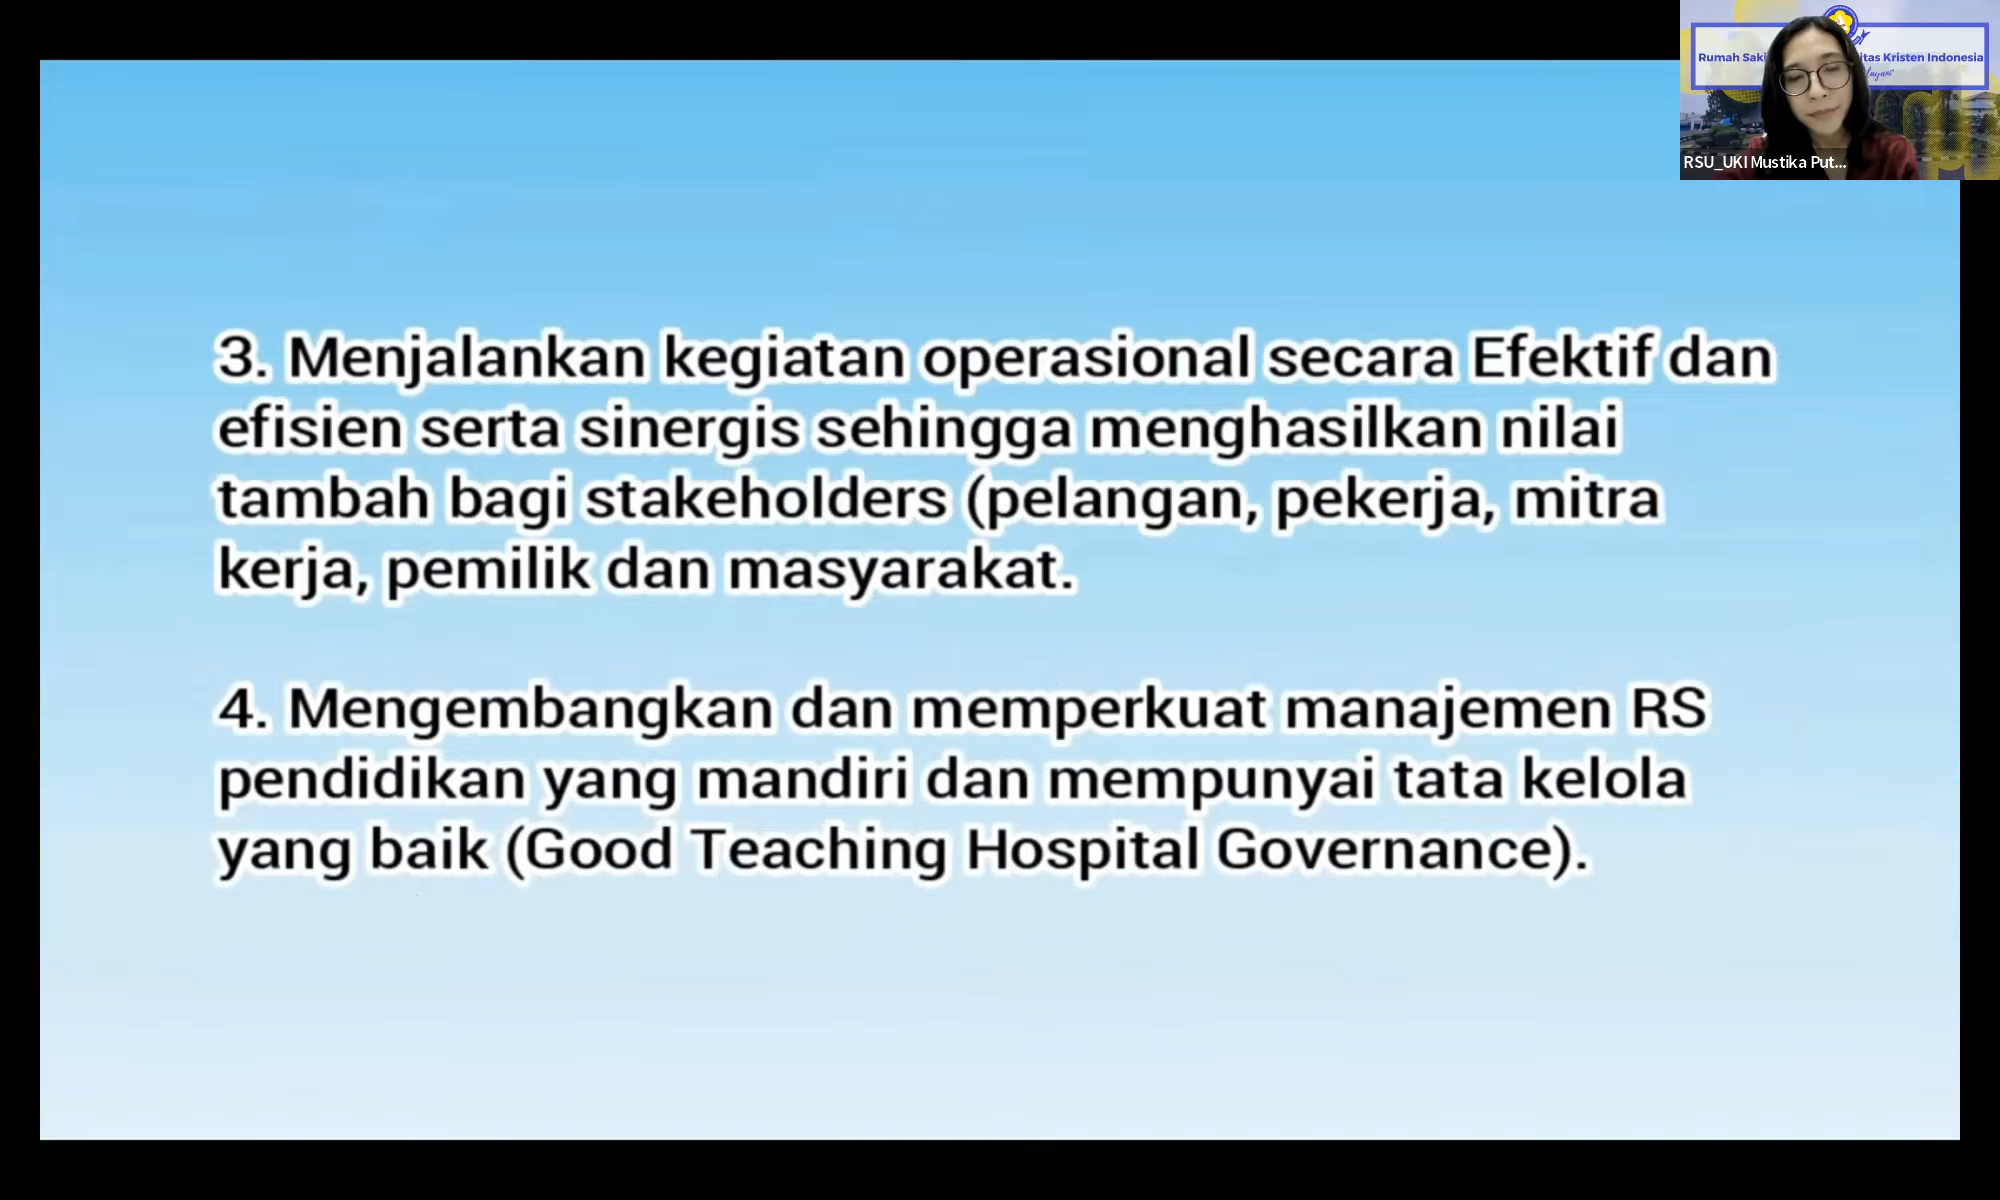 3. Menjalankan kegiatan operasional secara Efektif dan
efisien serta sinergis sehingga menghasilkan nilai
tambah bagi stakeholders (pelangan, pekerja, mitra
kerja, pemilik dan masyarakat.
4. Mengembangkan dan memperkuat manajemen RS
pendidikan yang mandiri dan mempunyai tata kelola
yang baik (Good Teaching Hospital Governance).
Rumah Saki itas Kristen Indonesia
layani"
RSU_UKI Mustika Put...